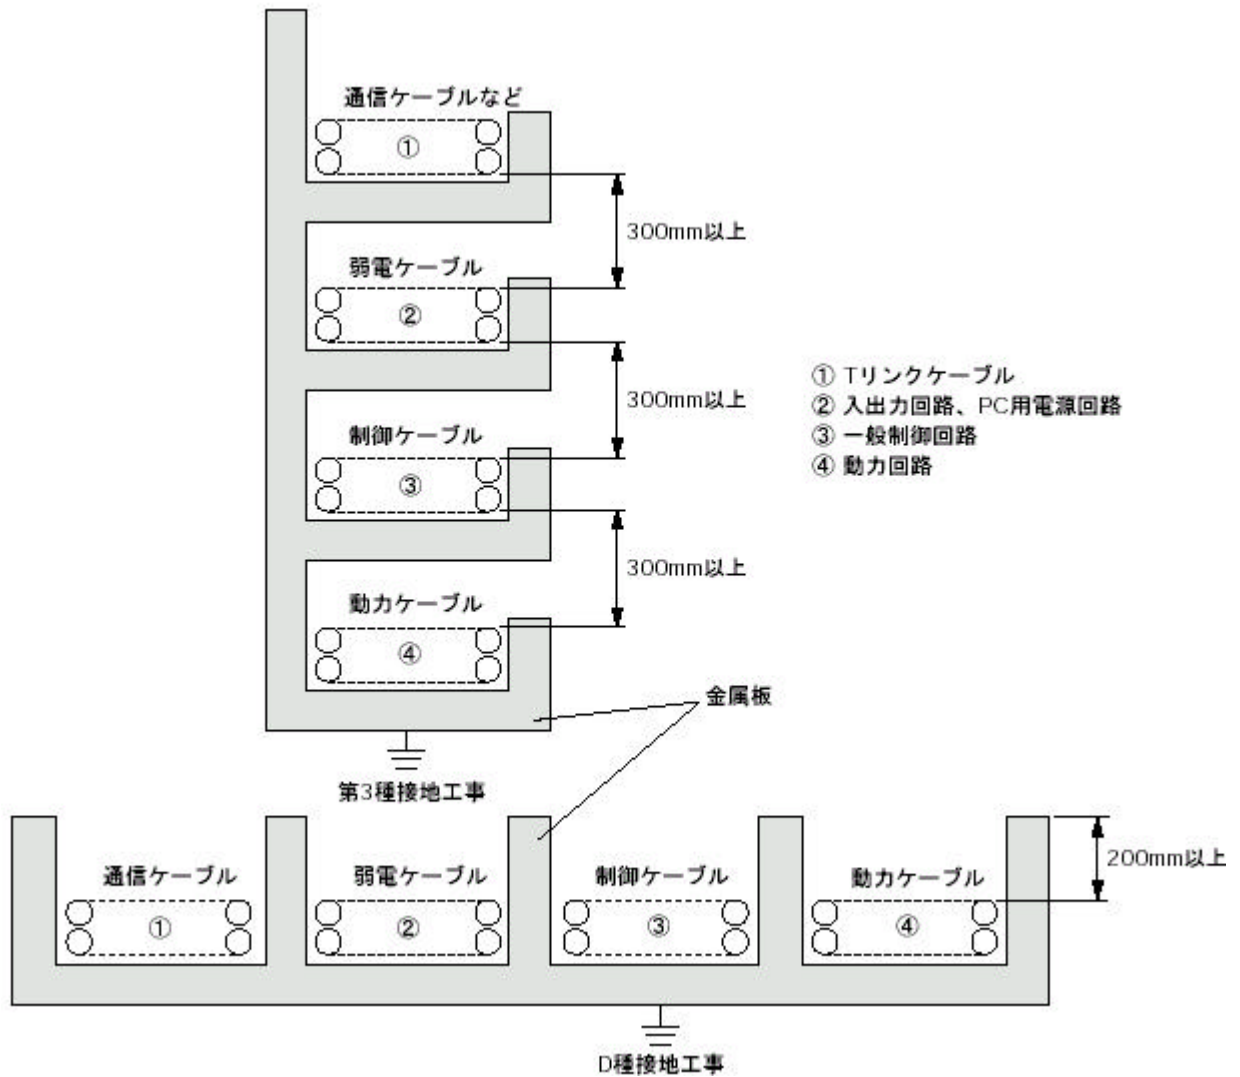 通信ケーブルなど
①
300mm以上
弱電ケーブル
②
300mm以上
制御ケーブル
③
300mm以上
動力ケーブル
④
① Tリンクケーブル
② 入出力回路、PC用電源回路
③ 一般制御回路
④ 動力回路
金属板
第3種接地工事
通信ケーブル
①
弱電ケーブル
②
制御ケーブル
③
動力ケーブル
④
200mm以上
D種接地工事